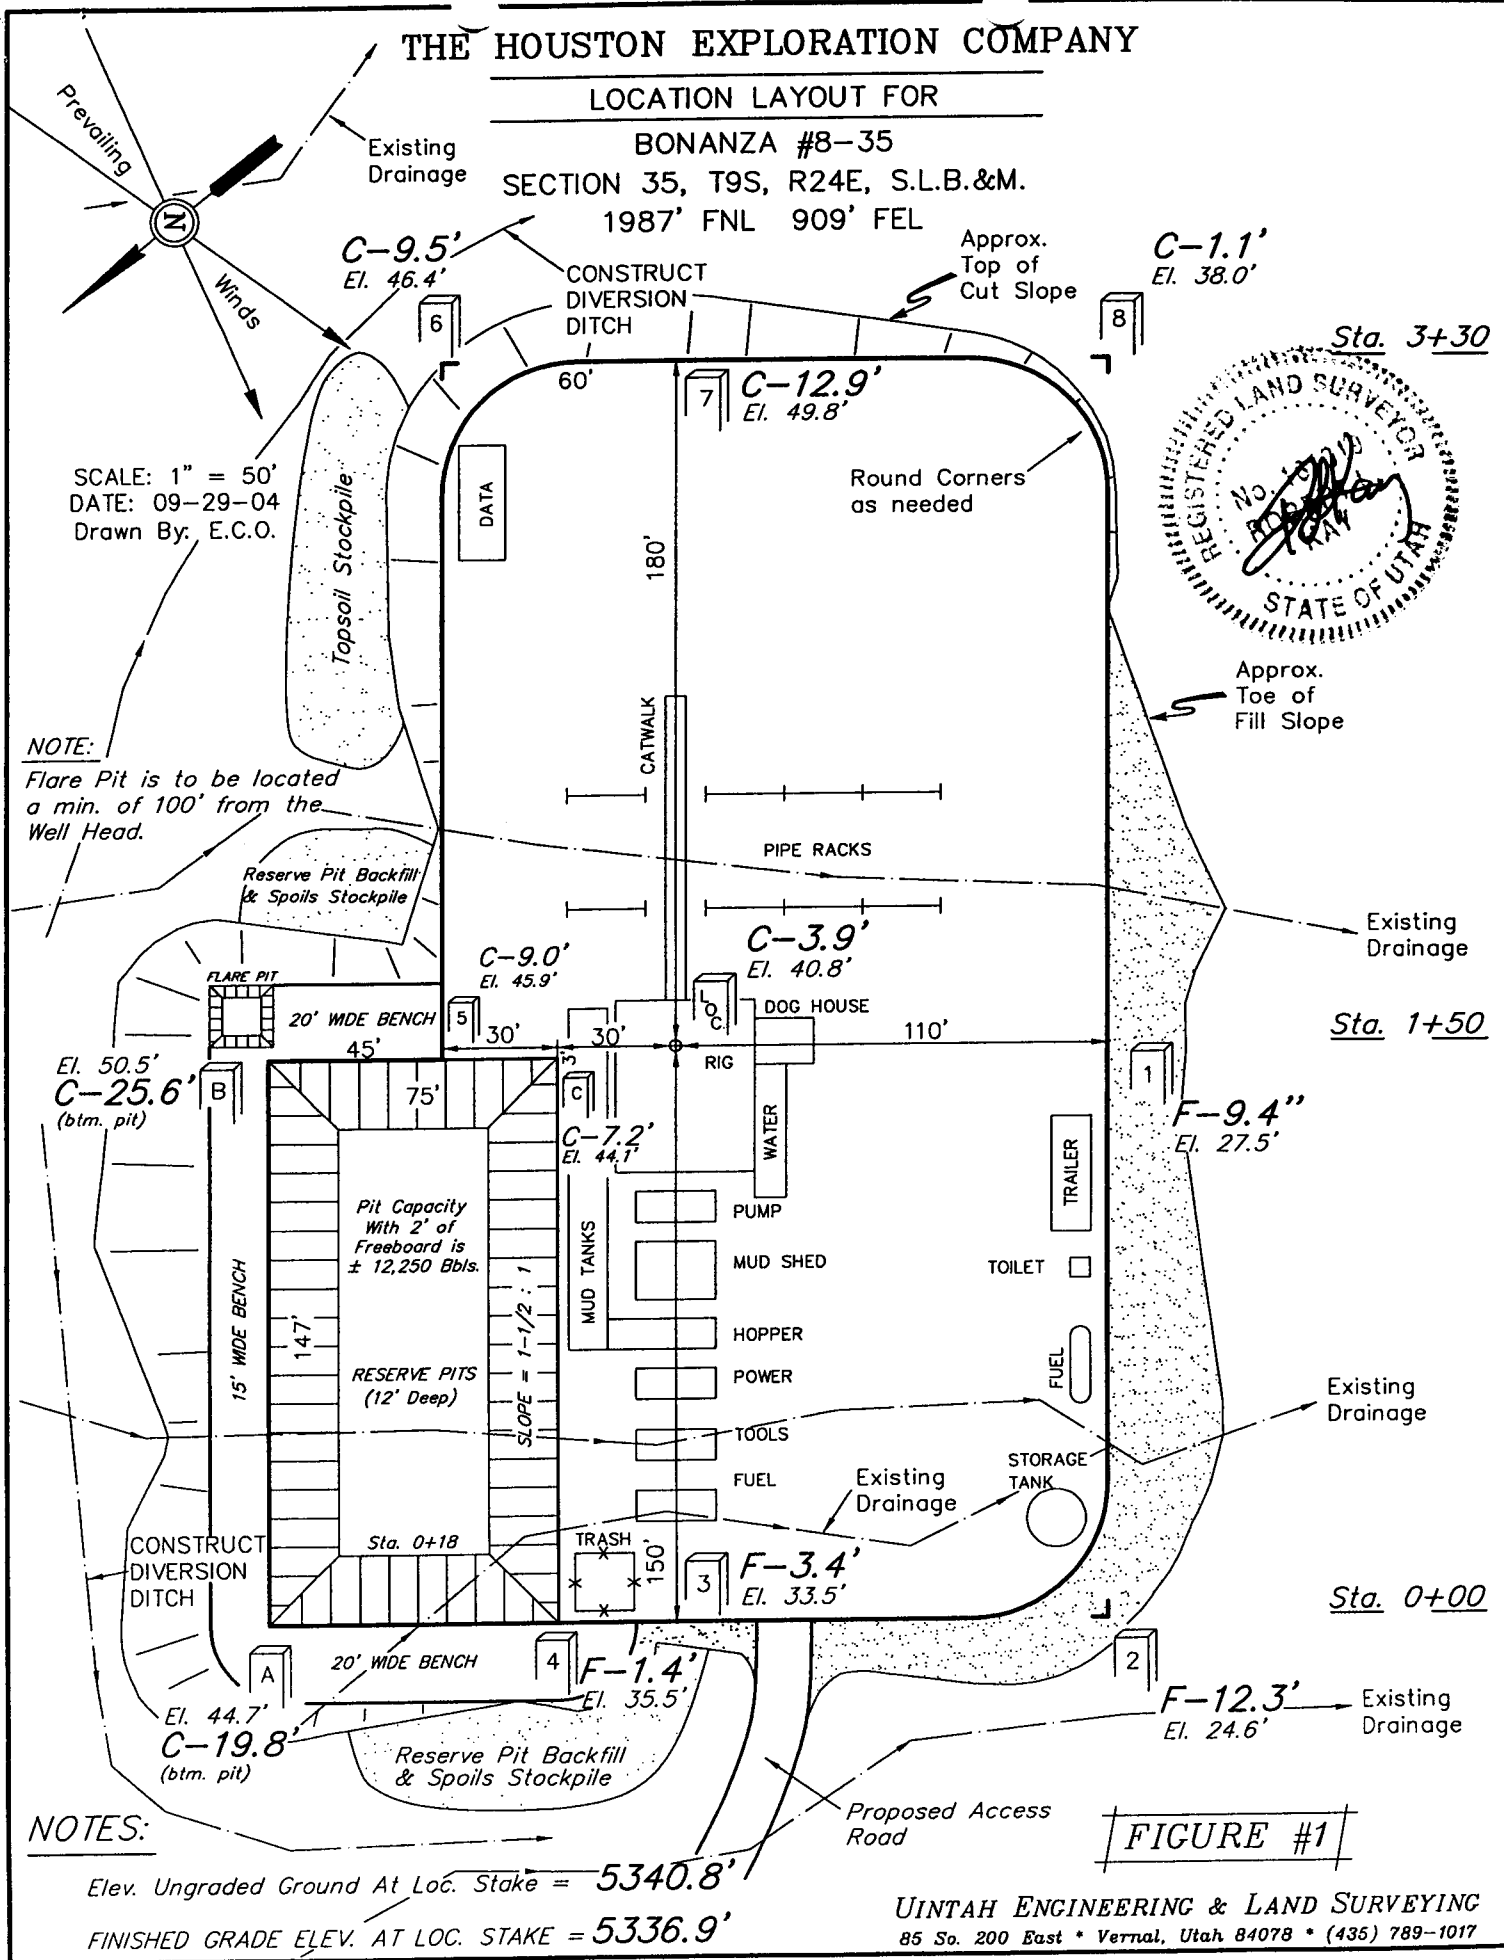 THE HOUSTON EXPLORATION COMPANY
LOCATION LAYOUT FOR
BONANZA #8-35
SECTION 35, T9S, R24E, S.L.B.&M.
1987' FNL 909' FEL
Prevailing
Winds
N
Existing
Drainage
C-9.5'
El. 46.4'
6
CONSTRUCT
DIVERSION
DITCH
Approx.
Top of
Cut Slope
C-1.1'
El. 38.0'
8
Sta. 3+30
60'
7
C-12.9'
El. 49.8'
REGISTERED LAND SURVEYOR
No.
STATE OF UTAH
SCALE: 1" = 50'
DATE: 09-29-04
Drawn By: E.C.O.
Topsoil Stockpile
DATA
180'
Round Corners
as needed
Approx.
Toe of
Fill Slope
CATWALK
NOTE:
Flare Pit is to be located
a min. of 100' from the
Well Head.
PIPE RACKS
Reserve Pit Backfill
& Spoils Stockpile
C-9.0'
El. 45.9'
C-3.9'
El. 40.8'
Existing
Drainage
FLARE PIT
20' WIDE BENCH
5
LOC.
DOG HOUSE
Sta. 1+50
45'
30'
30'
110'
3'
RIG
El. 50.5'
C-25.6'
(btm. pit)
B
75'
C
C-7.2'
El. 44.1'
WATER
1
F-9.4"
El. 27.5'
TRAILER
Pit Capacity
With 2' of
Freeboard is
± 12,250 Bbls.
PUMP
MUD SHED
TOILET
MUD TANKS
HOPPER
POWER
FUEL
15' WIDE BENCH
147'
RESERVE PITS
(12' Deep)
SLOPE = 1-1/2 : 1
Existing
Drainage
TOOLS
FUEL
Existing
Drainage
STORAGE
TANK
CONSTRUCT
DIVERSION
DITCH
Sta. 0+18
TRASH
150'
3
F-3.4'
El. 33.5'
Sta. 0+00
A
20' WIDE BENCH
4
F-1.4'
El. 35.5'
2
F-12.3'
El. 24.6'
Existing
Drainage
El. 44.7'
C-19.8'
(btm. pit)
Reserve Pit Backfill
& Spoils Stockpile
Proposed Access
Road
FIGURE #1
NOTES:
Elev. Ungraded Ground At Loc. Stake = 5340.8'
FINISHED GRADE ELEV. AT LOC. STAKE = 5336.9'
UINTAH ENGINEERING & LAND SURVEYING
85 So. 200 East * Vernal, Utah 84078 * (435) 789-1017